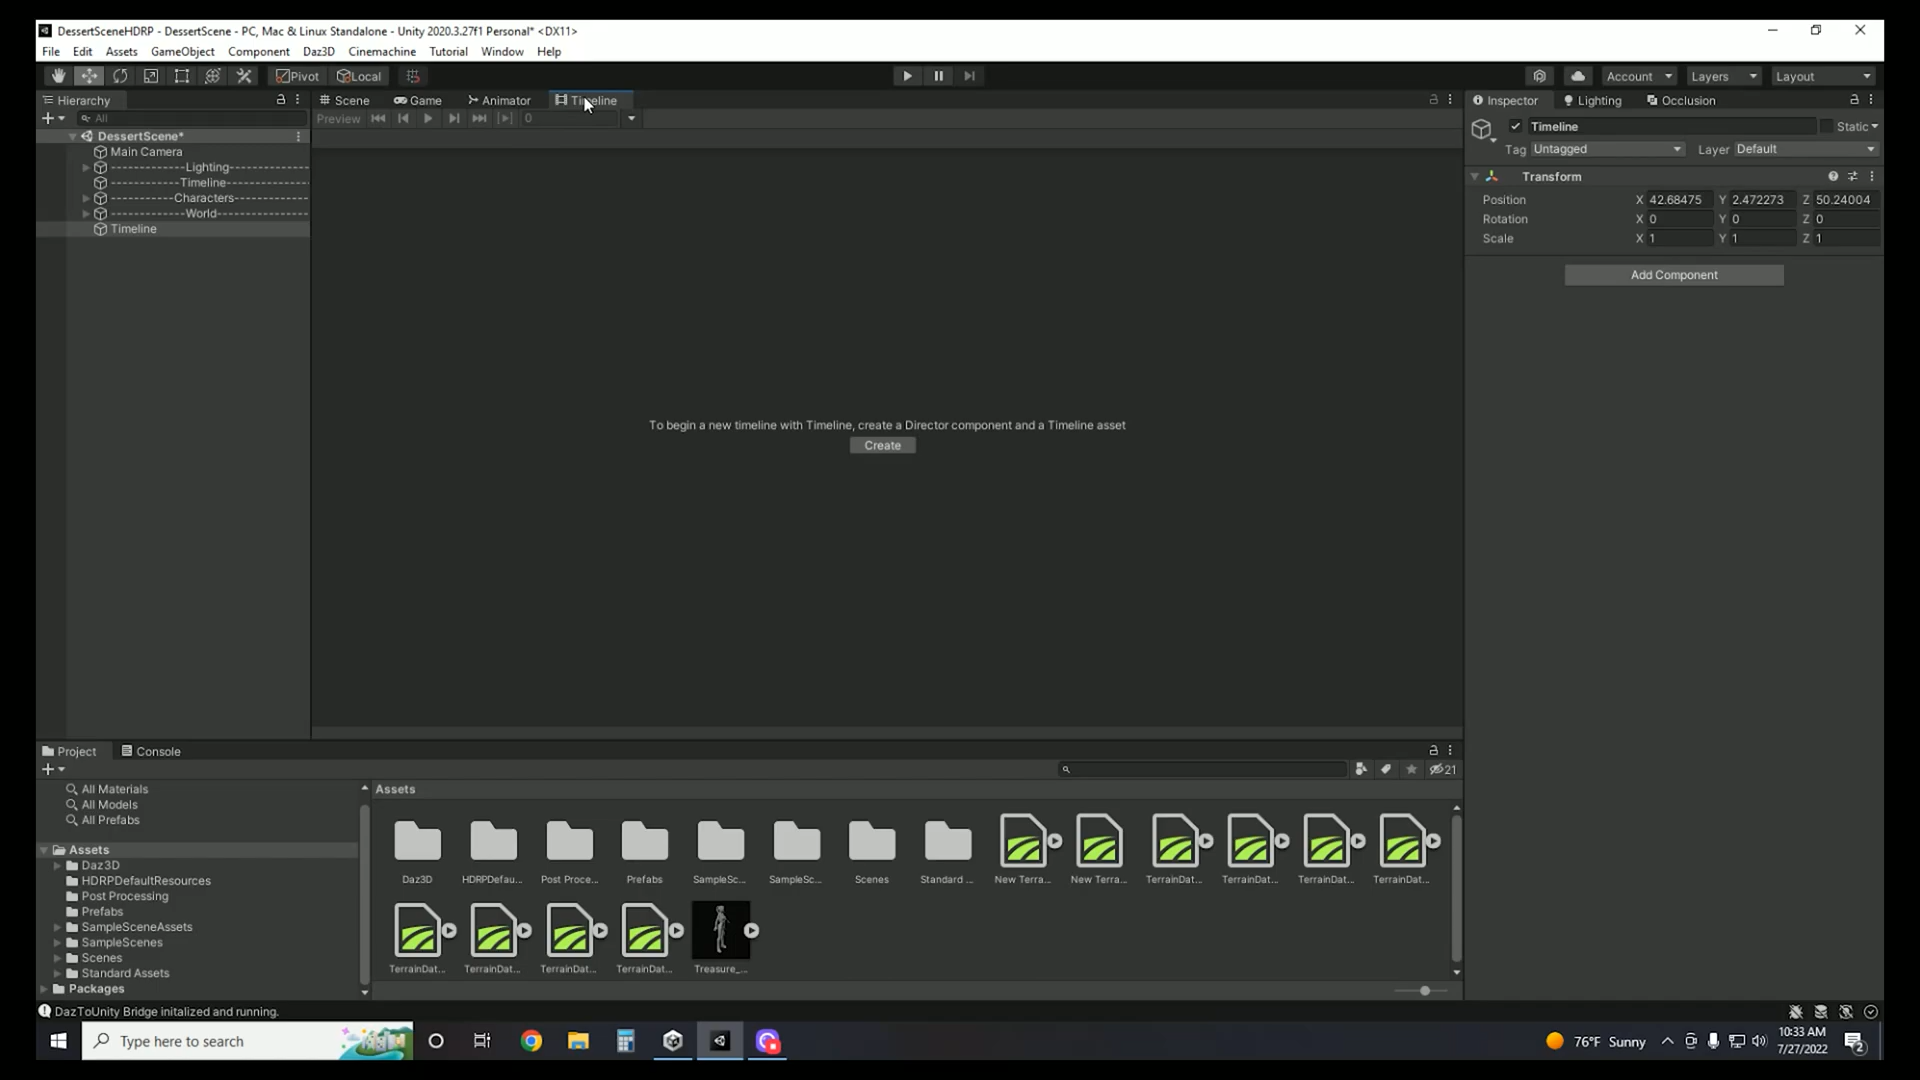 DessertSceneHDRP - DessertScene - PC, Mac & Linux Standalone - Unity 2020.3.27f1 Personal* <DX11>
File Edit Assets GameObject Component Daz3D Cinemachine Tutorial Window Help
Pivot Local Account Layers Layout
Hierarchy Scene Game Animator Timeline Inspector Lighting Occlusion
All Preview 0
Timeline Static
DessertScene*
Main Camera
Tag Untagged Layer Default
------------Lighting------------
------------Timeline------------
-----------Characters-----------
------------World------------
Timeline
Transform
Position X 42.68475 Y 2.472273 Z 50.24004
Rotation X 0 Y 0 Z 0
Scale X 1 Y 1 Z 1
Add Component
To begin a new timeline with Timeline, create a Director component and a Timeline asset
Create
Project Console
21
All Materials
All Models
All Prefabs
Assets
Daz3D
HDRPDefaultResources
Post Processing
Prefabs
SampleSceneAssets
SampleScenes
Scenes
Standard Assets
Packages
Assets
Daz3D HDRPDefau... Post Proce... Prefabs SampleSc... SampleSc... Scenes Standard ... New Terra... New Terra... TerrainDat... TerrainDat... TerrainDat... TerrainDat...
TerrainDat... TerrainDat... TerrainDat... TerrainDat... Treasure_...
DazToUnity Bridge initalized and running.
Type here to search
76°F Sunny
10:33 AM
7/27/2022
2